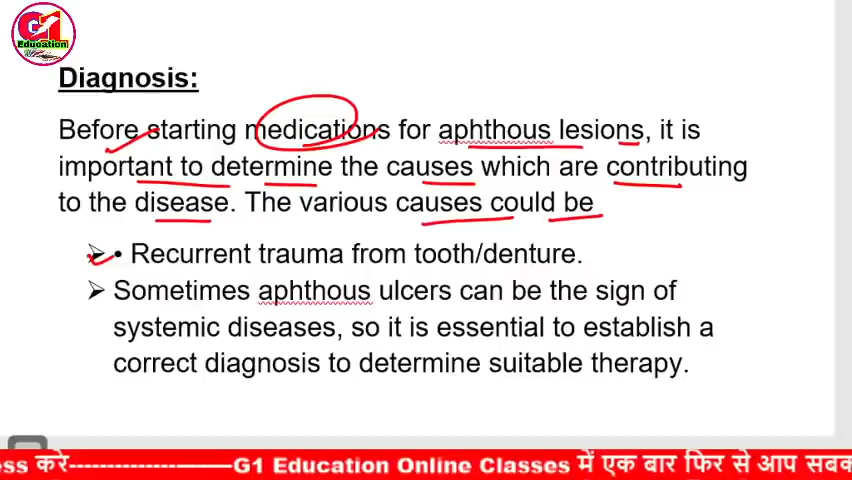 G1
Education
Diagnosis:
Before starting medications for aphthous lesions, it is
important to determine the causes which are contributing
to the disease. The various causes could be
➢ • Recurrent trauma from tooth/denture.
➢ Sometimes aphthous ulcers can be the sign of
systemic diseases, so it is essential to establish a
correct diagnosis to determine suitable therapy.
ess करे----------------------------G1 Education Online Classes में एक बार फिर से आप सबक